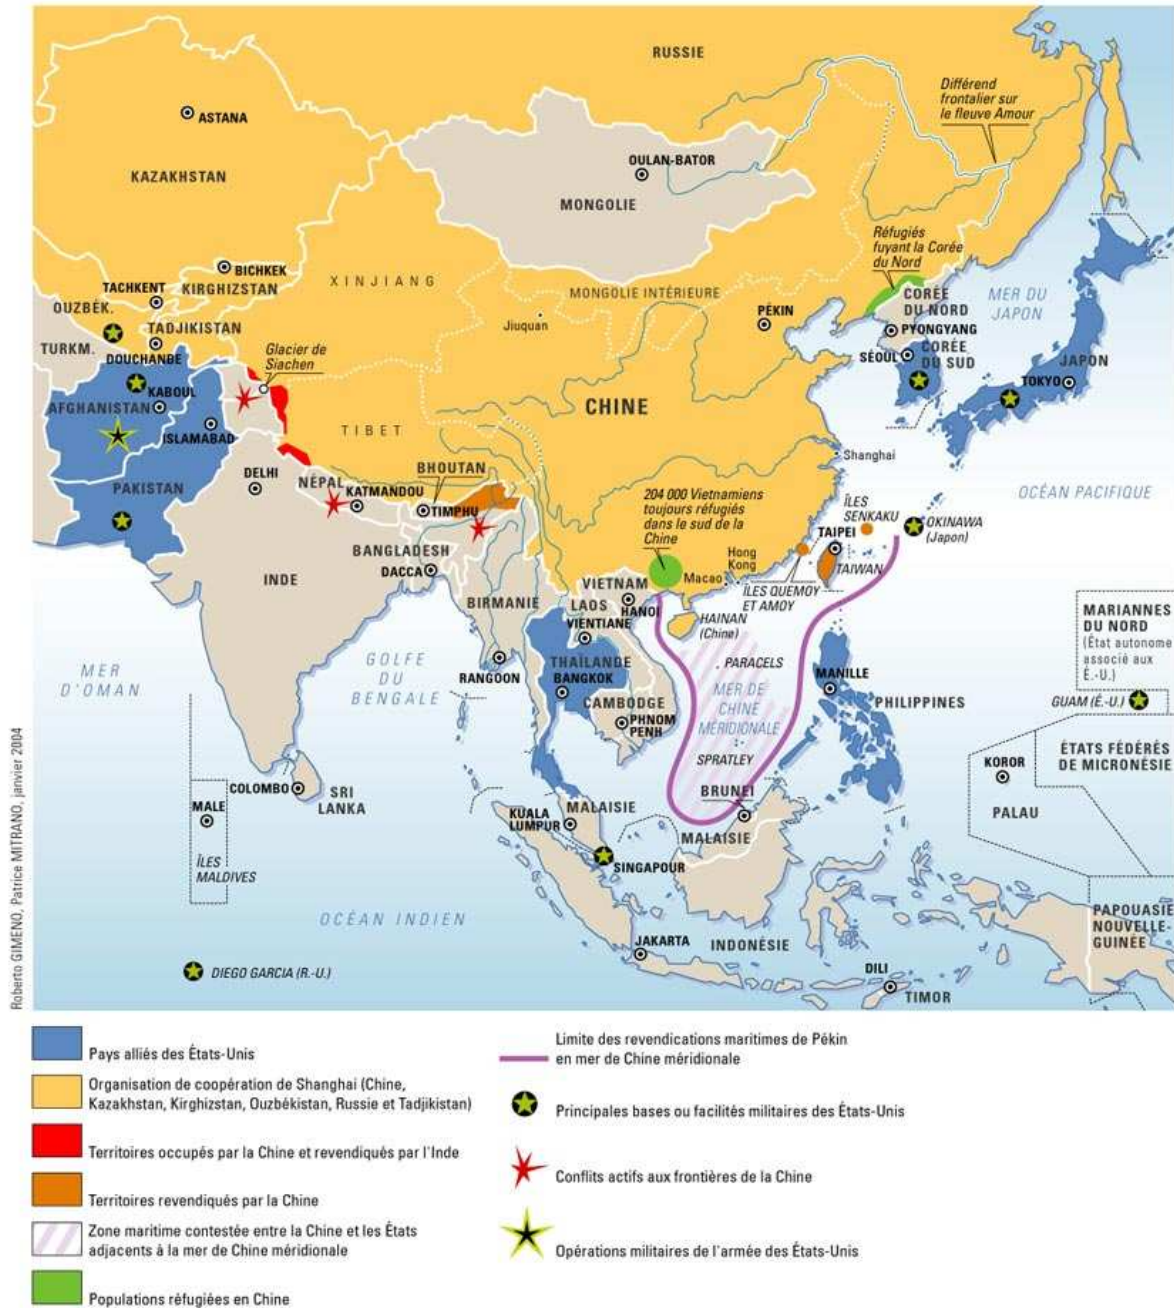 RUSSIE
Différend
frontalier sur
le fleuve Amour
ASTANA
OULAN-BATOR
KAZAKHSTAN
MONGOLIE
Réfugiés
fuyant la Corée
du Nord
BICHKEK
XINJIANG
TACHKENT
KIRGHIZSTAN
MONGOLIE INTÉRIEURE
CORÉE
DU NORD
MER DU
JAPON
OUZBÉK.
PÉKIN
Jiuquan
TADJIKISTAN
PYONGYANG
TURKM.
DOUCHANBE
Glacier de
Siachen
SÉOUL
CORÉE
DU SUD
JAPON
TOKYO
KABOUL
AFGHANISTAN
CHINE
ISLAMABAD
TIBET
Shanghai
DELHI
BHOUTAN
PAKISTAN
NÉPAL
KATMANDOU
204 000 Vietnamiens
toujours réfugiés
dans le sud de la
Chine
OCÉAN PACIFIQUE
TIMPHU
ÎLES
SENKAKU
TAIPEI
OKINAWA
(Japon)
BANGLADESH
Hong
Kong
TAIWAN
INDE
DACCA
VIETNAM
Macao
ÎLES QUEMOY
ET AMOY
BIRMANIE
LAOS
HANOI
HAINAN
(Chine)
MARIANNES
DU NORD
(État autonome
associé aux
É.-U.)
VIENTIANE
MER
D'OMAN
GOLFE
DU
BENGALE
RANGOON
THAÏLANDE
BANGKOK
PARACELS
MANILLE
MER DE
CHINE
MÉRIDIONALE
PHILIPPINES
GUAM (É.-U.)
CAMBODGE
PHNOM
PENH
ÉTATS FÉDÉRÉS
DE MICRONÉSIE
SPRATLEY
KOROR
COLOMBO
SRI
LANKA
BRUNEI
MALE
KUALA
LUMPUR
MALAISIE
MALAISIE
PALAU
ÎLES
MALDIVES
SINGAPOUR
OCÉAN INDIEN
PAPOUASIE
NOUVELLE-
GUINÉE
JAKARTA
INDONÉSIE
DIEGO GARCIA (R.-U.)
DILI
TIMOR
Roberto GIMENO, Patrice MITRANO, janvier 2004
Pays alliés des États-Unis
Organisation de coopération de Shanghai (Chine,
Kazakhstan, Kirghizstan, Ouzbékistan, Russie et Tadjikistan)
Territoires occupés par la Chine et revendiqués par l'Inde
Territoires revendiqués par la Chine
Zone maritime contestée entre la Chine et les États
adjacents à la mer de Chine méridionale
Populations réfugiées en Chine
Limite des revendications maritimes de Pékin
en mer de Chine méridionale
Principales bases ou facilités militaires des États-Unis
Conflits actifs aux frontières de la Chine
Opérations militaires de l'armée des États-Unis